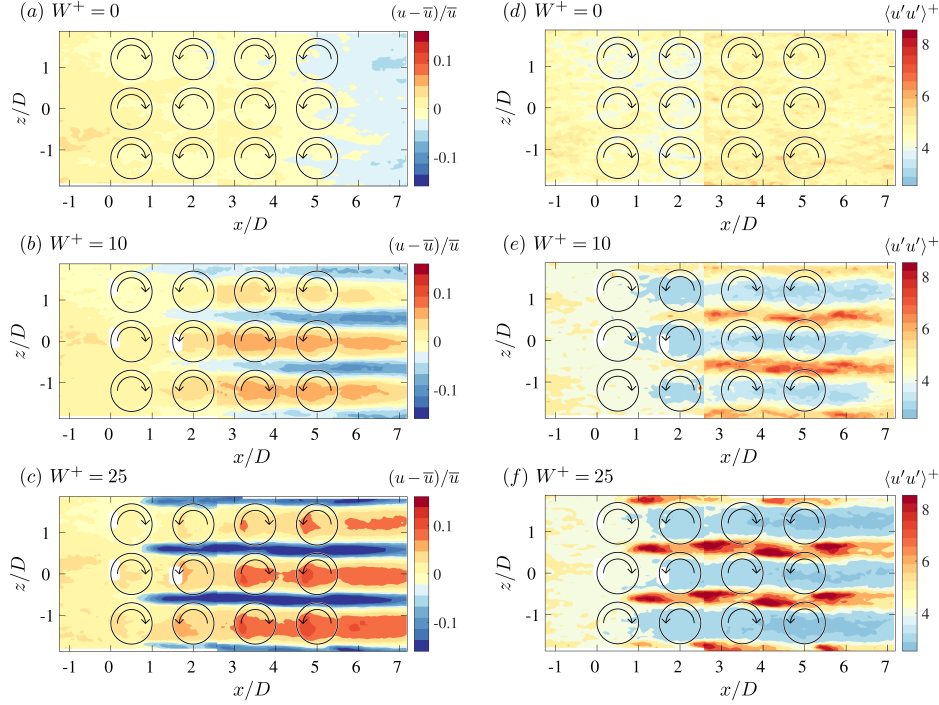 (a) W⁺ = 0 (u − ū)/ū
0.1
-0.1
1
0
-1
z/D
-1 0 1 2 3 4 5 6 7
x/D
(d) W⁺ = 0 ⟨u′u′⟩⁺
8
6
4
1
0
-1
z/D
-1 0 1 2 3 4 5 6 7
x/D
(b) W⁺ = 10 (u − ū)/ū
0.1
-0.1
1
0
-1
z/D
-1 0 1 2 3 4 5 6 7
x/D
(e) W⁺ = 10 ⟨u′u′⟩⁺
8
6
4
1
0
-1
z/D
-1 0 1 2 3 4 5 6 7
x/D
(c) W⁺ = 25 (u − ū)/ū
0.1
-0.1
1
0
-1
z/D
-1 0 1 2 3 4 5 6 7
x/D
(f) W⁺ = 25 ⟨u′u′⟩⁺
8
6
4
1
0
-1
z/D
-1 0 1 2 3 4 5 6 7
x/D